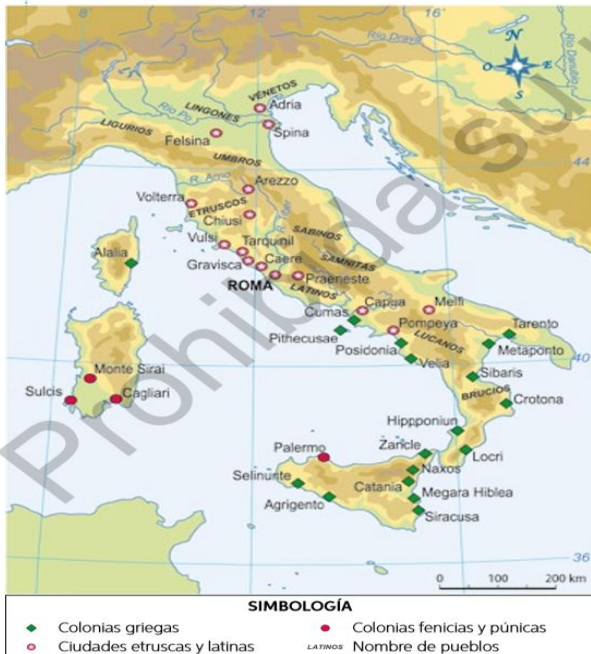 8
12
16
N
O
E
S
Río Drava
Río Danubio
VENETOS
Adria
LINGONES
Río Po
Spina
LIGURIOS
Felsina
UMBROS
44
R. Arno
Arezzo
Volterra
ETRUSCOS
Chiusi
R. Tíber
Vulsi
SABINOS
Tarquinil
Alalia
Gravisca
Caere
SAMNITAS
Praeneste
ROMA
LATINOS
Capua
Melfi
Cumas
Pithecusae
Pompeya
Tarento
LUCANOS
Posidonia
Metaponto
Velia
40
Monte Sirai
Sibaris
Sulcis
Cagliari
BRUCIOS
Crotona
Hippponiun
Palermo
Zancle
Locri
Selinunte
Naxos
Catania
Agrigento
Megara Hiblea
Siracusa
36
0 100 200 km
SIMBOLOGÍA
Colonias griegas
Colonias fenicias y púnicas
Ciudades etruscas y latinas
LATINOS Nombre de pueblos
Prohibida su